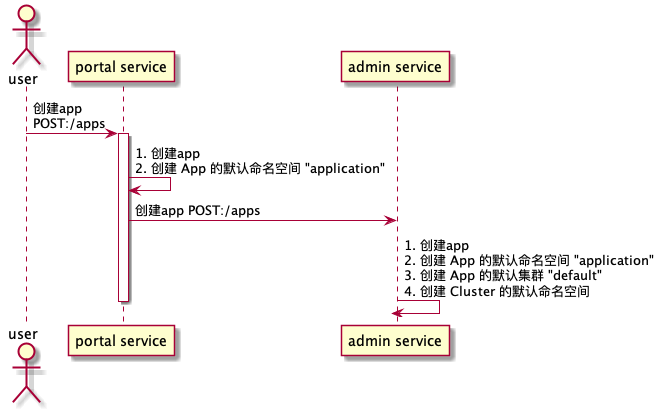 user
portal service
admin service
创建app
POST:/apps
1. 创建app
2. 创建 App 的默认命名空间 "application"
创建app POST:/apps
1. 创建app
2. 创建 App 的默认命名空间 "application"
3. 创建 App 的默认集群 "default"
4. 创建 Cluster 的默认命名空间
user
portal service
admin service